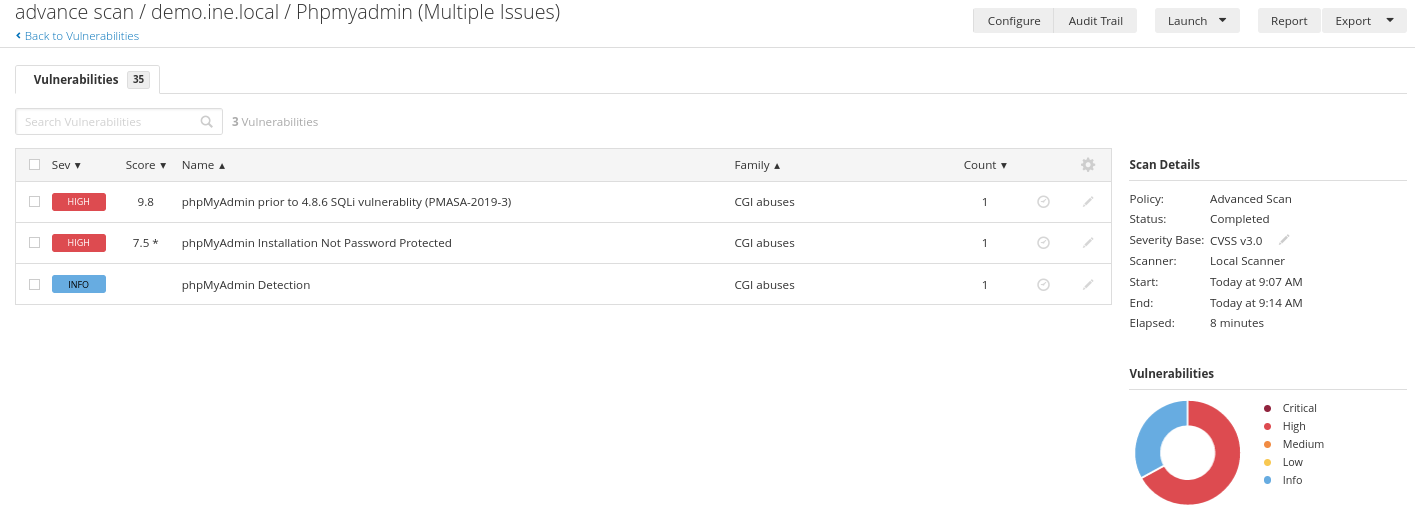 advance scan / demo.ine.local / Phpmyadmin (Multiple Issues)
Back to Vulnerabilities
Configure Audit Trail Launch Report Export
Vulnerabilities 35
Search Vulnerabilities 3 Vulnerabilities
Sev Score Name Family Count
HIGH 9.8 phpMyAdmin prior to 4.8.6 SQLi vulnerablity (PMASA-2019-3) CGI abuses 1
HIGH 7.5 * phpMyAdmin Installation Not Password Protected CGI abuses 1
INFO phpMyAdmin Detection CGI abuses 1
Scan Details
Policy: Advanced Scan
Status: Completed
Severity Base: CVSS v3.0
Scanner: Local Scanner
Start: Today at 9:07 AM
End: Today at 9:14 AM
Elapsed: 8 minutes
Vulnerabilities
Critical
High
Medium
Low
Info